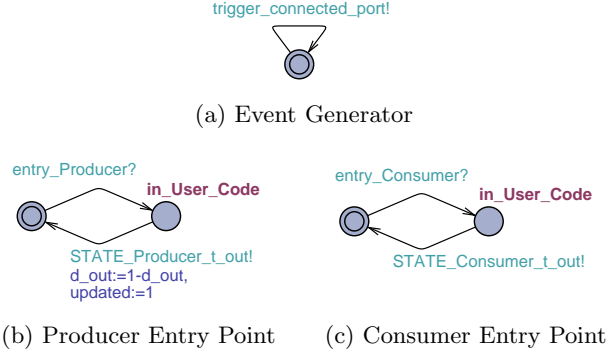 trigger_connected_port!
(a) Event Generator
entry_Producer?
in_User_Code
STATE_Producer_t_out!
d_out:=1-d_out,
updated:=1
(b) Producer Entry Point
entry_Consumer?
in_User_Code
STATE_Consumer_t_out!
(c) Consumer Entry Point